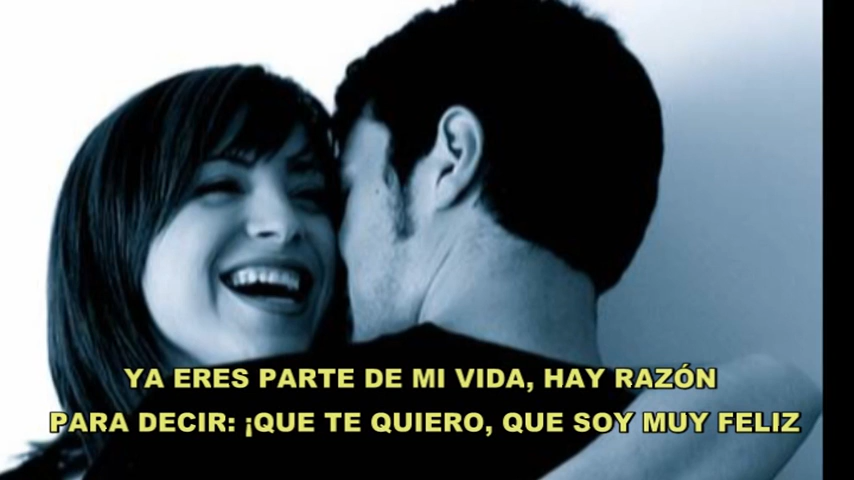 YA ERES PARTE DE MI VIDA, HAY RAZÓN
PARA DECIR: ¡QUE TE QUIERO, QUE SOY MUY FELIZ